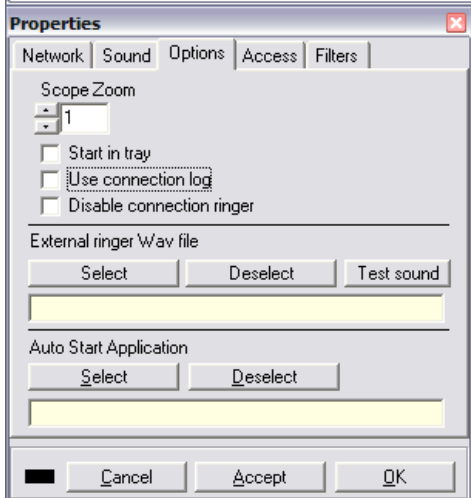 Properties
Network Sound Options Access Filters
Scope Zoom
1
Start in tray
Use connection log
Disable connection ringer
External ringer Wav file
Select Deselect Test sound
Auto Start Application
Select Deselect
Cancel Accept OK